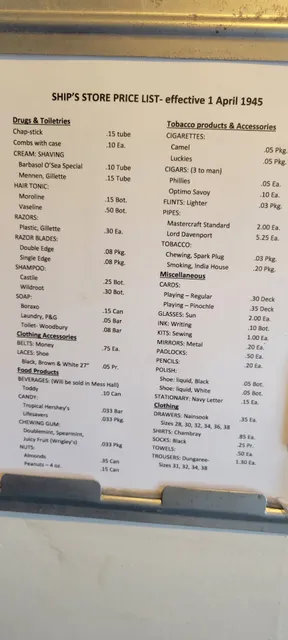 SHIP'S STORE PRICE LIST- effective 1 April 1945
Drugs & Toiletries
Chap-stick .15 tube
Combs with case .10 Ea.
CREAM: SHAVING
Barbasol O'Sea Special .10 Tube
Mennen, Gillette .15 Tube
HAIR TONIC:
Moroline .15 Bot.
Vaseline .50 Bot.
RAZORS:
Plastic, Gillette .30 Ea.
RAZOR BLADES:
Double Edge .08 Pkg.
Single Edge .08 Pkg.
SHAMPOO:
Castile .25 Bot.
Wildroot .30 Bot.
SOAP:
Boraxo .15 Can
Laundry, P&G .05 Bar
Toilet- Woodbury .08 Bar
Clothing Accessories
BELTS: Money .75 Ea.
LACES: Shoe
Black, Brown & White 27" .05 Pr.
Food Products
BEVERAGES: (Will be sold in Mess Hall)
Toddy .10 Can
CANDY:
Tropical Hershey's .033 Bar
Lifesavers .033 Pkg
CHEWING GUM:
Doublemint, Spearmint,
Juicy Fruit (Wrigley's) .033 Pkg
NUTS:
Almonds .35 Can
Peanuts – 4 oz. .15 Can
Tobacco products & Accessories
CIGARETTES:
Camel .05 Pkg.
Luckies .05 Pkg.
CIGARS: (3 to man)
Phillies .05 Ea.
Optimo Savoy .10 Ea.
FLINTS: Lighter .03 Pkg.
PIPES:
Mastercraft Standard 2.00 Ea.
Lord Davenport 5.25 Ea.
TOBACCO:
Chewing, Spark Plug .03 Pkg.
Smoking, India House .20 Pkg.
Miscellaneous
CARDS:
Playing – Regular .30 Deck
Playing – Pinochle .35 Deck
GLASSES: Sun 2.00 Ea.
INK: Writing .10 Bot.
KITS: Sewing 1.00 Ea.
MIRRORS: Metal .20 Ea.
PADLOCKS: .50 Ea.
PENCILS: .20 Ea.
POLISH:
Shoe: liquid, Black .05 Bot.
Shoe: liquid, White .05 Bot.
STATIONARY: Navy Letter .15 Ea.
Clothing
DRAWERS: Nainsook .35 Ea.
Sizes 28, 30, 32, 34, 36, 38
SHIRTS: Chambray .85 Ea.
SOCKS: Black .25 Pr.
TOWELS: .50 Ea.
TROUSERS: Dungaree- 1.30 Ea.
Sizes 31, 32, 34, 38